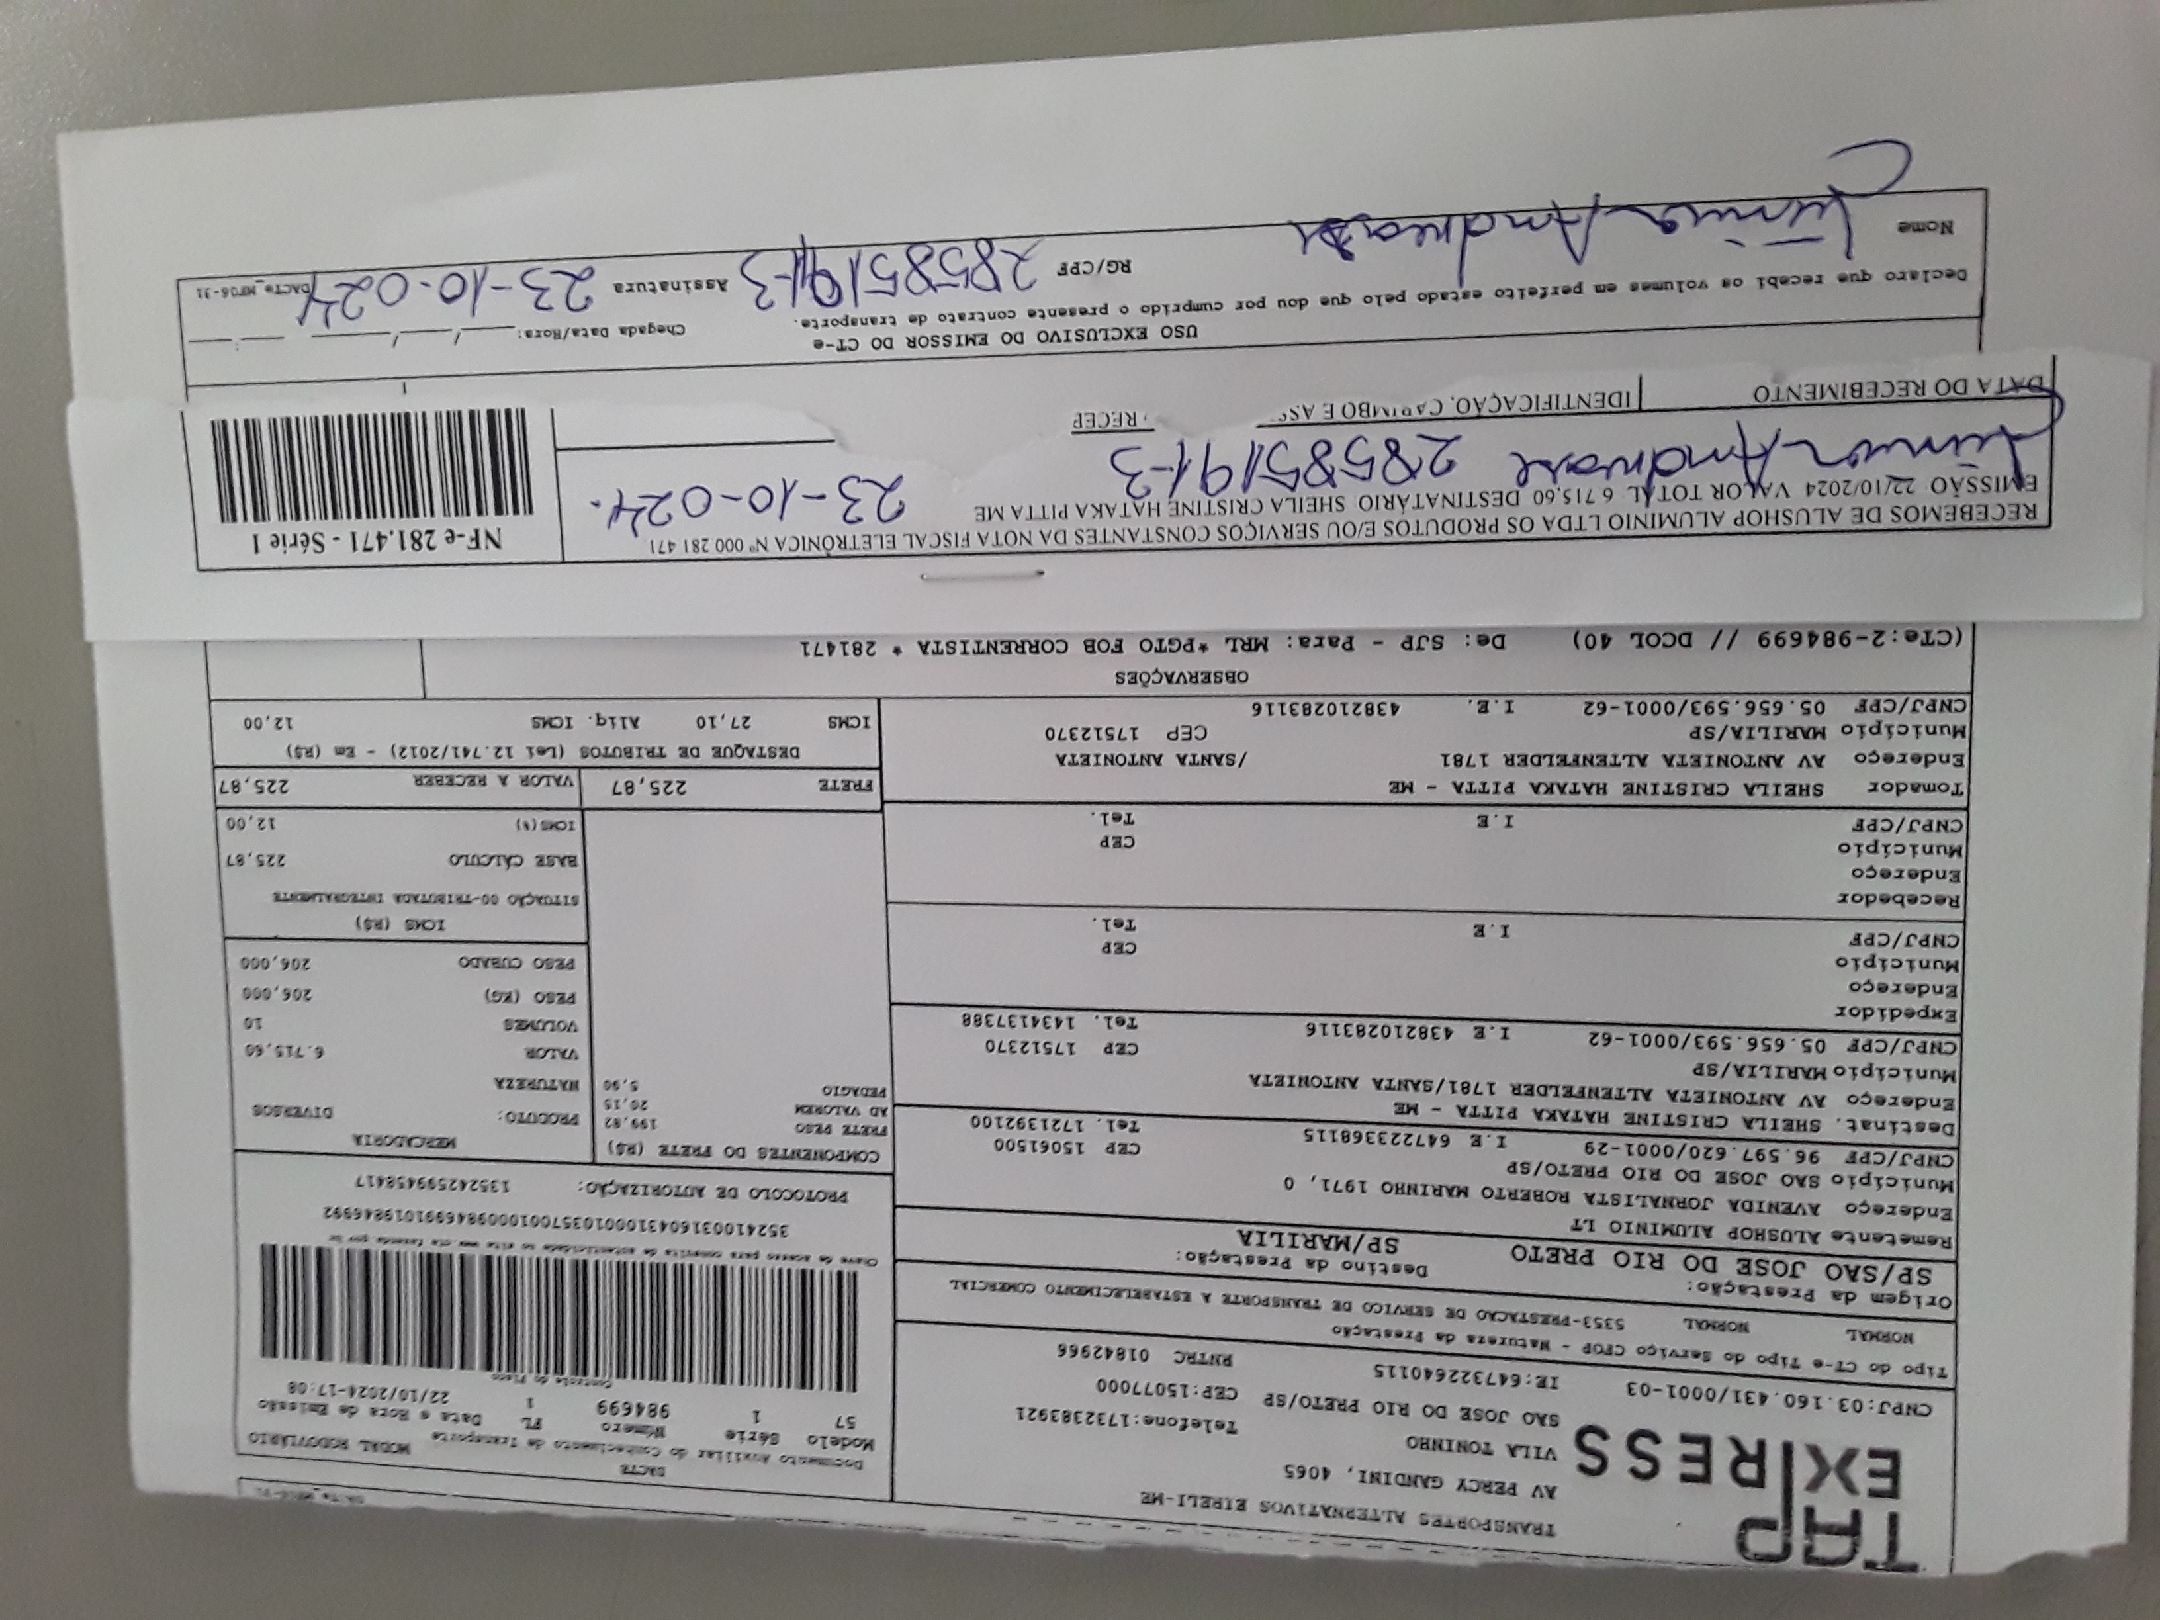 TAP
EXPRESS
TRANSPORTES ALTERNATIVOS EIRELI-ME
AV PERCY GANDINI, 4065
VILA TONINHO Telefone:1732383921
SAO JOSE DO RIO PRETO/SP CEP:15077000
CNPJ:03.160.431/0001-03 IE:647322640115 RNTRC 01842966
DACTE
Documento Auxiliar do Conhecimento de Transporte MODAL RODOVIÁRIO
Modelo Série Número FL Data e Hora de Emissão
57 1 984699 1 22/10/2024-17:08
Controle do Fisco
Tipo do CT-e Tipo do Serviço CFOP - Natureza da Prestação
NORMAL NORMAL 5353-PRESTACAO DE SERVICO DE TRANSPORTE A ESTABELECIMENTO COMERCIAL
Origem da Prestação: Destino da Prestação:
SP/SAO JOSE DO RIO PRETO SP/MARILIA
PROTOCOLO DE AUTORIZAÇÃO: 135242599458417
Remetente ALUSHOP ALUMINIO LT
Endereço AVENIDA JORNALISTA ROBERTO MARINHO 1971, 0
Município SAO JOSE DO RIO PRETO/SP CEP 15061500
CNPJ/CPF 96.597.620/0001-29 I.E 647223368115 Tel. 1721392100
Destinat. SHEILA CRISTINE HATAKA PITTA - ME
Endereço AV ANTONIETA ALTENFELDER 1781/SANTA ANTONIETA
Município MARILIA/SP CEP 17512370
CNPJ/CPF 05.656.593/0001-62 I.E 438210283116 Tel. 1434137388
Expedidor
Endereço
Município CEP
CNPJ/CPF I.E Tel.
Recebedor
Endereço
Município CEP
CNPJ/CPF I.E Tel.
Tomador SHEILA CRISTINE HATAKA PITTA - ME
Endereço AV ANTONIETA ALTENFELDER 1781 /SANTA ANTONIETA
Município MARILIA/SP CEP 17512370
CNPJ/CPF 05.656.593/0001-62 I.E. 438210283116
COMPONENTES DO FRETE (R$)
FRETE PESO 199,82
AD VALOREM 20,15
PEDAGIO 5,90
MERCADORIA
PRODUTO: DIVERSOS
NATUREZA
VALOR 6.715,60
VOLUMES 10
PESO (KG) 206,000
PESO CUBADO 206,000
ICMS (R$)
SITUAÇÃO 00-TRIBUTADA INTEGRALMENTE
BASE CÁLCULO 225,87
ICMS(%) 12,00
FRETE 225,87 VALOR A RECEBER 225,87
DESTAQUE DE TRIBUTOS (Lei 12.741/2012) - Em (R$)
ICMS 27,10 Aliq. ICMS 12,00
OBSERVAÇÕES
(CTe:2-984699 // DCOL 40) De: SJP - Para: MRL *PGTO FOB CORRENTISTA * 281471
RECEBEMOS DE ALUSHOP ALUMINIO LTDA OS PRODUTOS E/OU SERVIÇOS CONSTANTES DA NOTA FISCAL ELETRÔNICA Nº 000 281 471
EMISSÃO 22/10/2024 VALOR TOTAL 6.715,60 DESTINATÁRIO SHEILA CRISTINE HATAKA PITTA ME
NF-e 281.471 - Série 1
28585191-3 23-10-024.
DATA DO RECEBIMENTO IDENTIFICAÇÃO, CARIMBO E RECEP
USO EXCLUSIVO DO EMISSOR DO CT-e
Chegada Data/Hora: ___/___/______ ___:___
Declaro que recebi os volumes em perfeito estado pelo que dou por cumprido o presente contrato de transporte.
Nome RG/CPF 28585191-3 Assinatura 23-10-024 DACTe_MF06-31